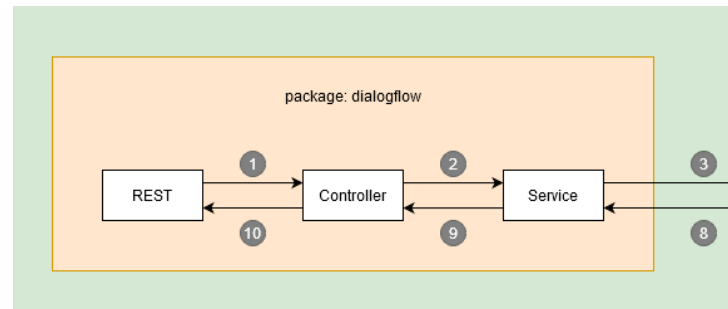 package: dialogflow
1
2
3
REST
Controller
Service
10
9
8